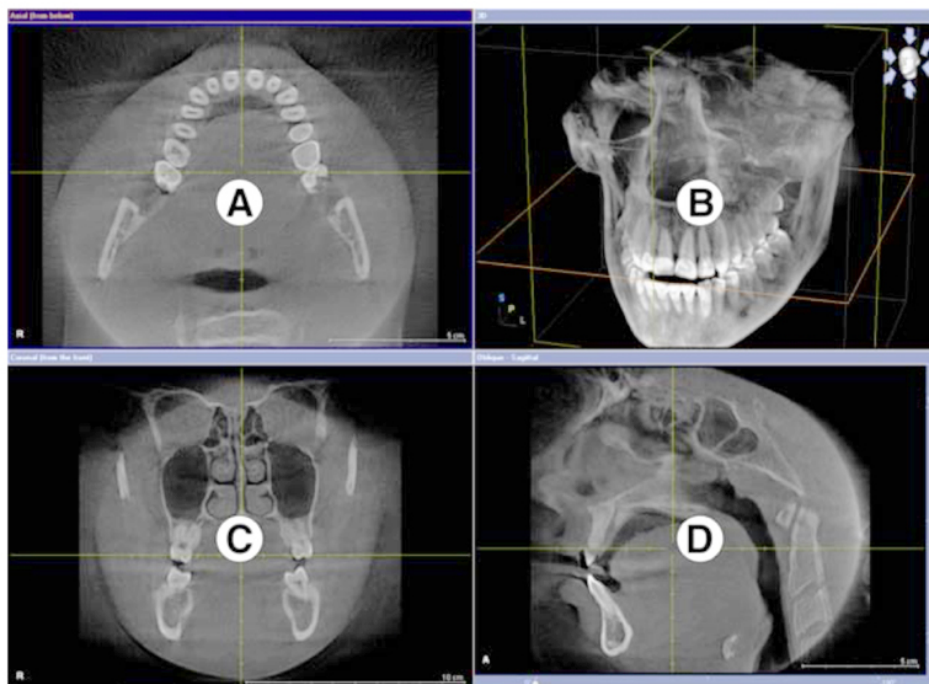 Axial (from below)
3D
A
R
5 cm
B
S
P
L
Coronal (from the front)
Oblique - Sagittal
C
R
10 cm
D
A
5 cm